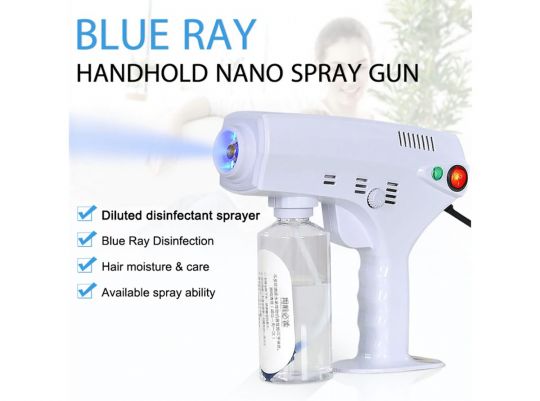 BLUE RAY
HANDHOLD NANO SPRAY GUN
Diluted disinfectant sprayer
Blue Ray Disinfection
Hair moisture & care
Available spray ability